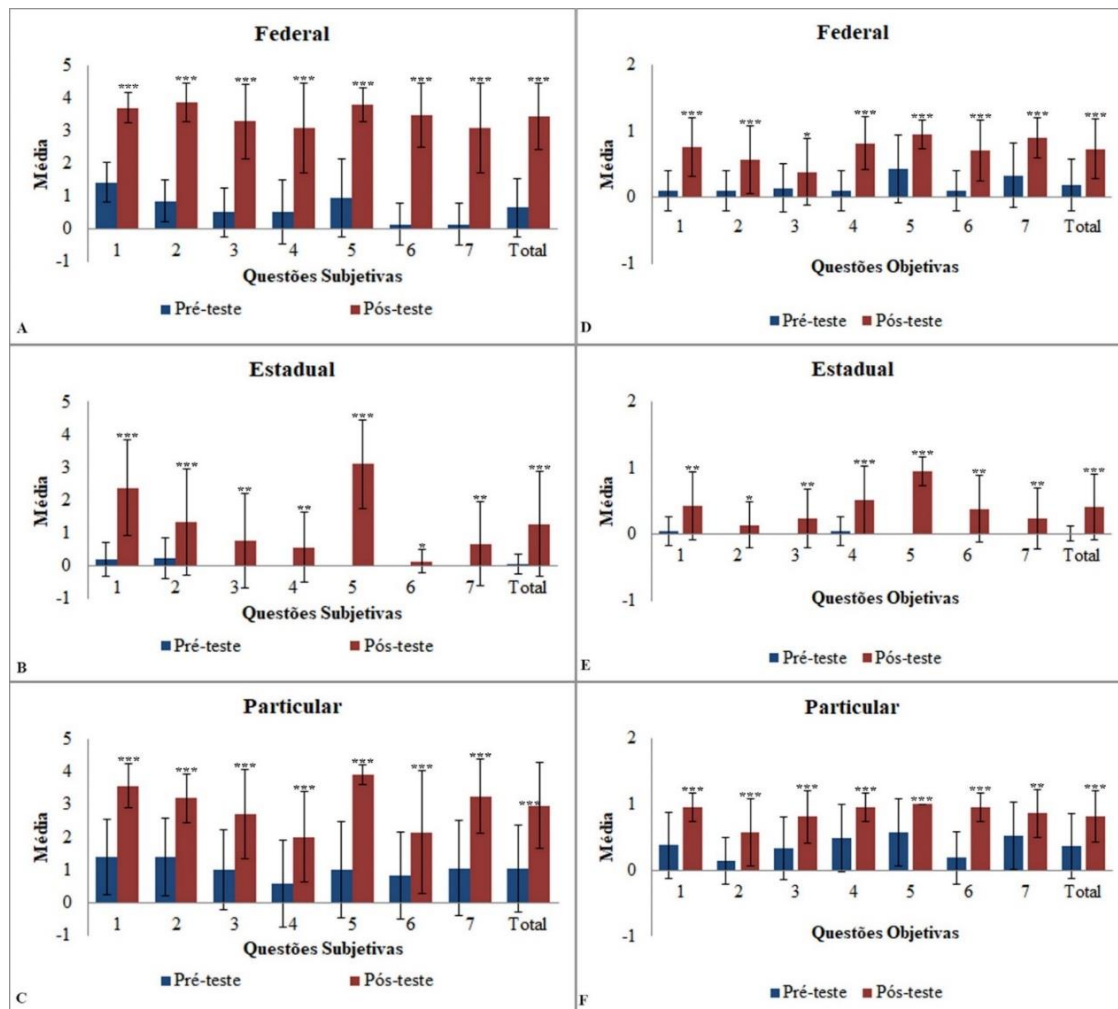 Federal
5
4
3
2
1
0
-1
Média
*** *** *** *** *** *** *** ***
1 2 3 4 5 6 7 Total
Questões Subjetivas
Pré-teste Pós-teste
A
Federal
2
1
0
-1
Média
*** *** * *** *** *** *** ***
1 2 3 4 5 6 7 Total
Questões Objetivas
Pré-teste Pós-teste
D
Estadual
5
4
3
2
1
0
-1
Média
*** *** ** ** *** * ** ***
1 2 3 4 5 6 7 Total
Questões Subjetivas
Pré-teste Pós-teste
B
Estadual
2
1
0
-1
Média
** * ** *** *** ** ** ***
1 2 3 4 5 6 7 Total
Questões Objetivas
Pré-teste Pós-teste
E
Particular
5
4
3
2
1
0
-1
Média
*** *** *** *** *** *** *** ***
1 2 3 4 5 6 7 Total
Questões Subjetivas
Pré-teste Pós-teste
C
Particular
2
1
0
-1
Média
*** *** *** *** *** *** ** ***
1 2 3 4 5 6 7 Total
Questões Objetivas
Pré-teste Pós-teste
F